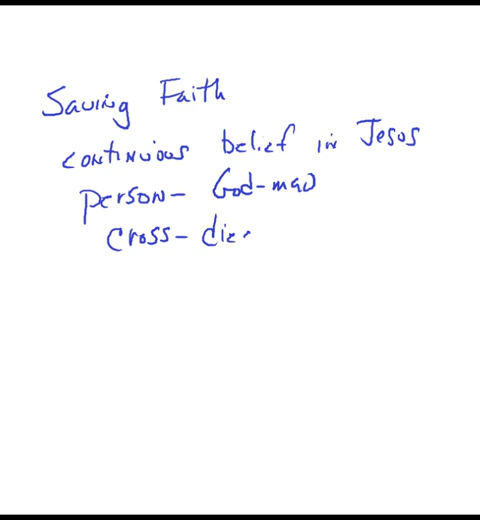 Saving Faith
continuous belief in Jesus
person- God-man
cross- die